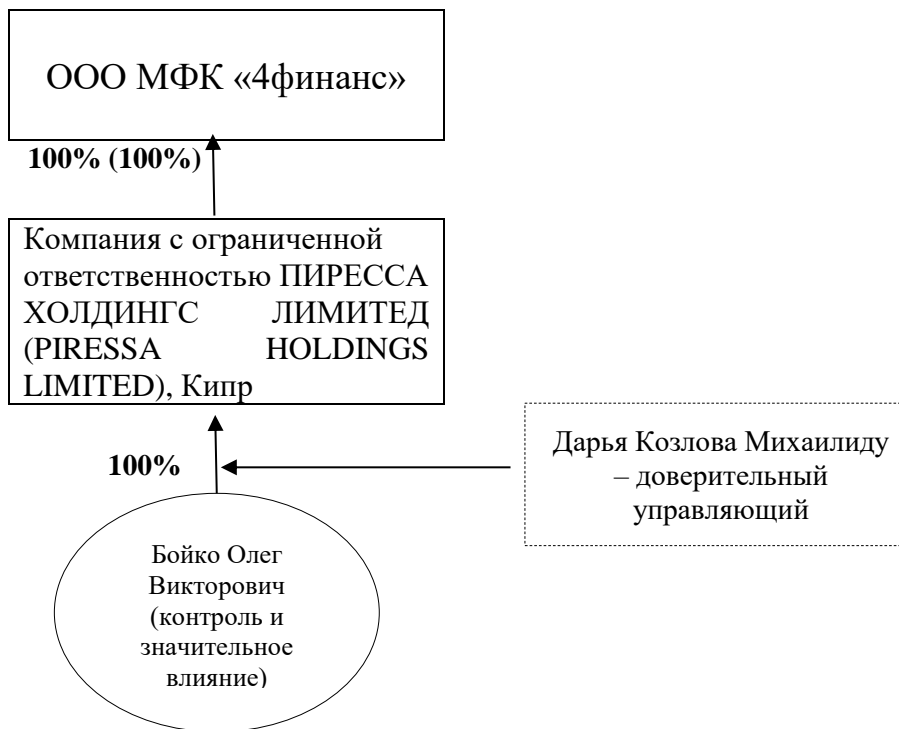 ООО МФК «4финанс»
100% (100%)
Компания с ограниченной
ответственностью ПИРЕССА
ХОЛДИНГС ЛИМИТЕД
(PIRESSA HOLDINGS
LIMITED), Кипр
100%
Дарья Козлова Михаилиду
– доверительный
управляющий
Бойко Олег
Викторович
(контроль и
значительное
влияние)